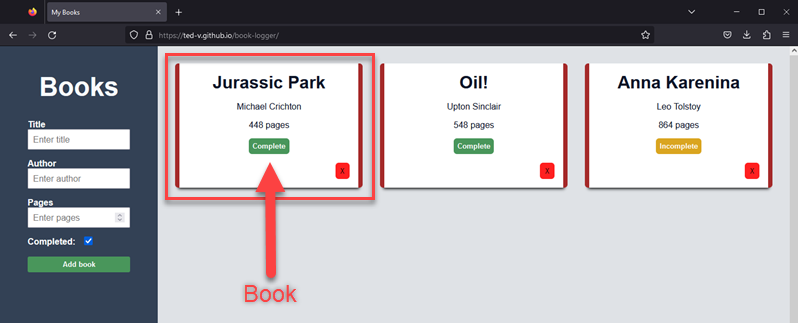 My Books
https://ted-v.github.io/book-logger/
Books
Title
Enter title
Author
Enter author
Pages
Enter pages
Completed:
Add book
Jurassic Park
Michael Crichton
448 pages
Complete
X
Oil!
Upton Sinclair
548 pages
Complete
X
Anna Karenina
Leo Tolstoy
864 pages
Incomplete
X
Book